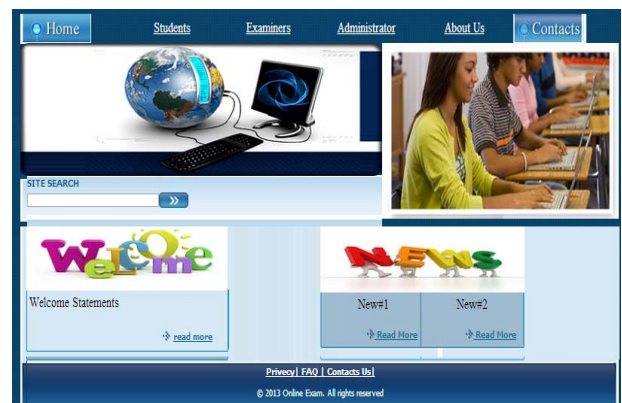 Home Students Examiners Administrator About Us Contacts
SITE SEARCH
Welcome
NEWS
Welcome Statements
read more
New#1 New#2
Read More Read More
Privecy| FAQ | Contacts Us|
© 2013 Online Exam. All rights reserved